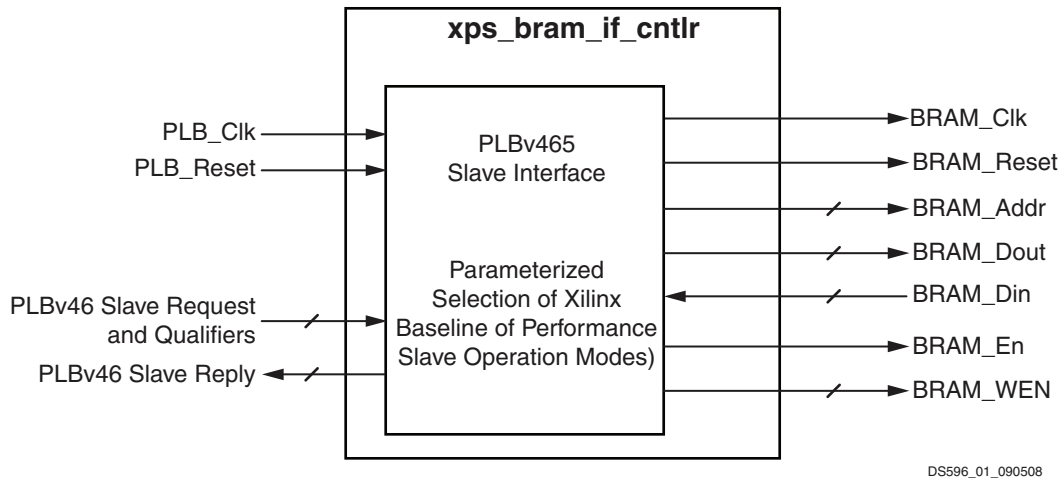 xps_bram_if_cntlr
PLB_Clk
PLB_Reset
PLBv46 Slave Request
and Qualifiers
PLBv46 Slave Reply
PLBv465
Slave Interface
Parameterized
Selection of Xilinx
Baseline of Performance
Slave Operation Modes)
BRAM_Clk
BRAM_Reset
BRAM_Addr
BRAM_Dout
BRAM_Din
BRAM_En
BRAM_WEN
DS596_01_090508